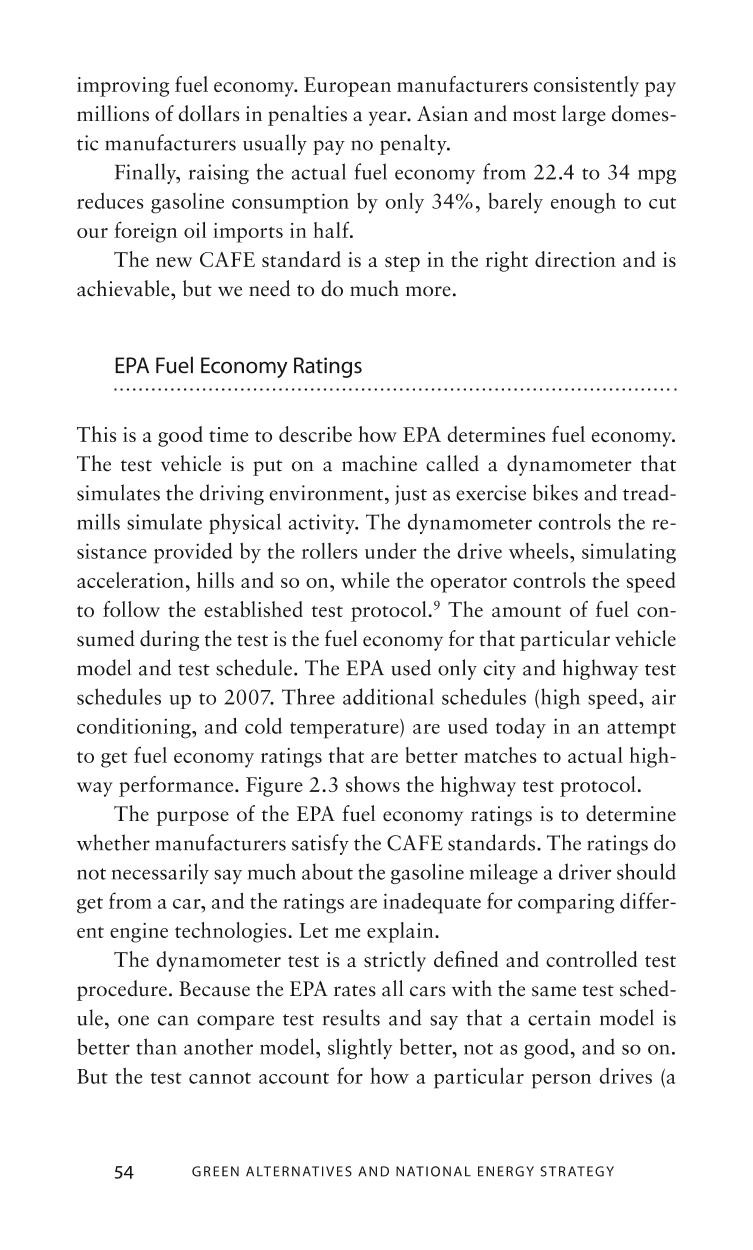 improving fuel economy. European manufacturers consistently pay
millions of dollars in penalties a year. Asian and most large domes-
tic manufacturers usually pay no penalty.
Finally, raising the actual fuel economy from 22.4 to 34 mpg
reduces gasoline consumption by only 34%, barely enough to cut
our foreign oil imports in half.
The new CAFE standard is a step in the right direction and is
achievable, but we need to do much more.
EPA Fuel Economy Ratings
This is a good time to describe how EPA determines fuel economy.
The test vehicle is put on a machine called a dynamometer that
simulates the driving environment, just as exercise bikes and tread-
mills simulate physical activity. The dynamometer controls the re-
sistance provided by the rollers under the drive wheels, simulating
acceleration, hills and so on, while the operator controls the speed
to follow the established test protocol.⁹ The amount of fuel con-
sumed during the test is the fuel economy for that particular vehicle
model and test schedule. The EPA used only city and highway test
schedules up to 2007. Three additional schedules (high speed, air
conditioning, and cold temperature) are used today in an attempt
to get fuel economy ratings that are better matches to actual high-
way performance. Figure 2.3 shows the highway test protocol.
The purpose of the EPA fuel economy ratings is to determine
whether manufacturers satisfy the CAFE standards. The ratings do
not necessarily say much about the gasoline mileage a driver should
get from a car, and the ratings are inadequate for comparing differ-
ent engine technologies. Let me explain.
The dynamometer test is a strictly defined and controlled test
procedure. Because the EPA rates all cars with the same test sched-
ule, one can compare test results and say that a certain model is
better than another model, slightly better, not as good, and so on.
But the test cannot account for how a particular person drives (a
54 GREEN ALTERNATIVES AND NATIONAL ENERGY STRATEGY